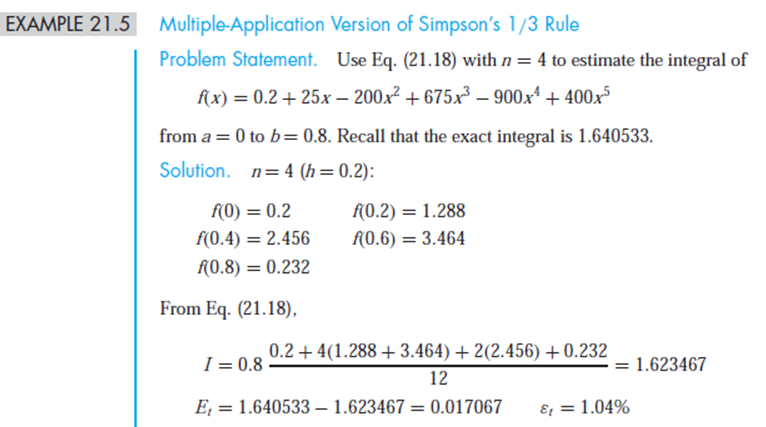 EXAMPLE 21.5 Multiple-Application Version of Simpson's 1/3 Rule
Problem Statement. Use Eq. (21.18) with n = 4 to estimate the integral of
f(x) = 0.2 + 25x – 200x² + 675x³ – 900x⁴ + 400x⁵
from a = 0 to b = 0.8. Recall that the exact integral is 1.640533.
Solution. n = 4 (h = 0.2):
f(0) = 0.2 f(0.2) = 1.288
f(0.4) = 2.456 f(0.6) = 3.464
f(0.8) = 0.232
From Eq. (21.18),
I = 0.8 0.2 + 4(1.288 + 3.464) + 2(2.456) + 0.232 / 12 = 1.623467
Eₜ = 1.640533 – 1.623467 = 0.017067 εₜ = 1.04%